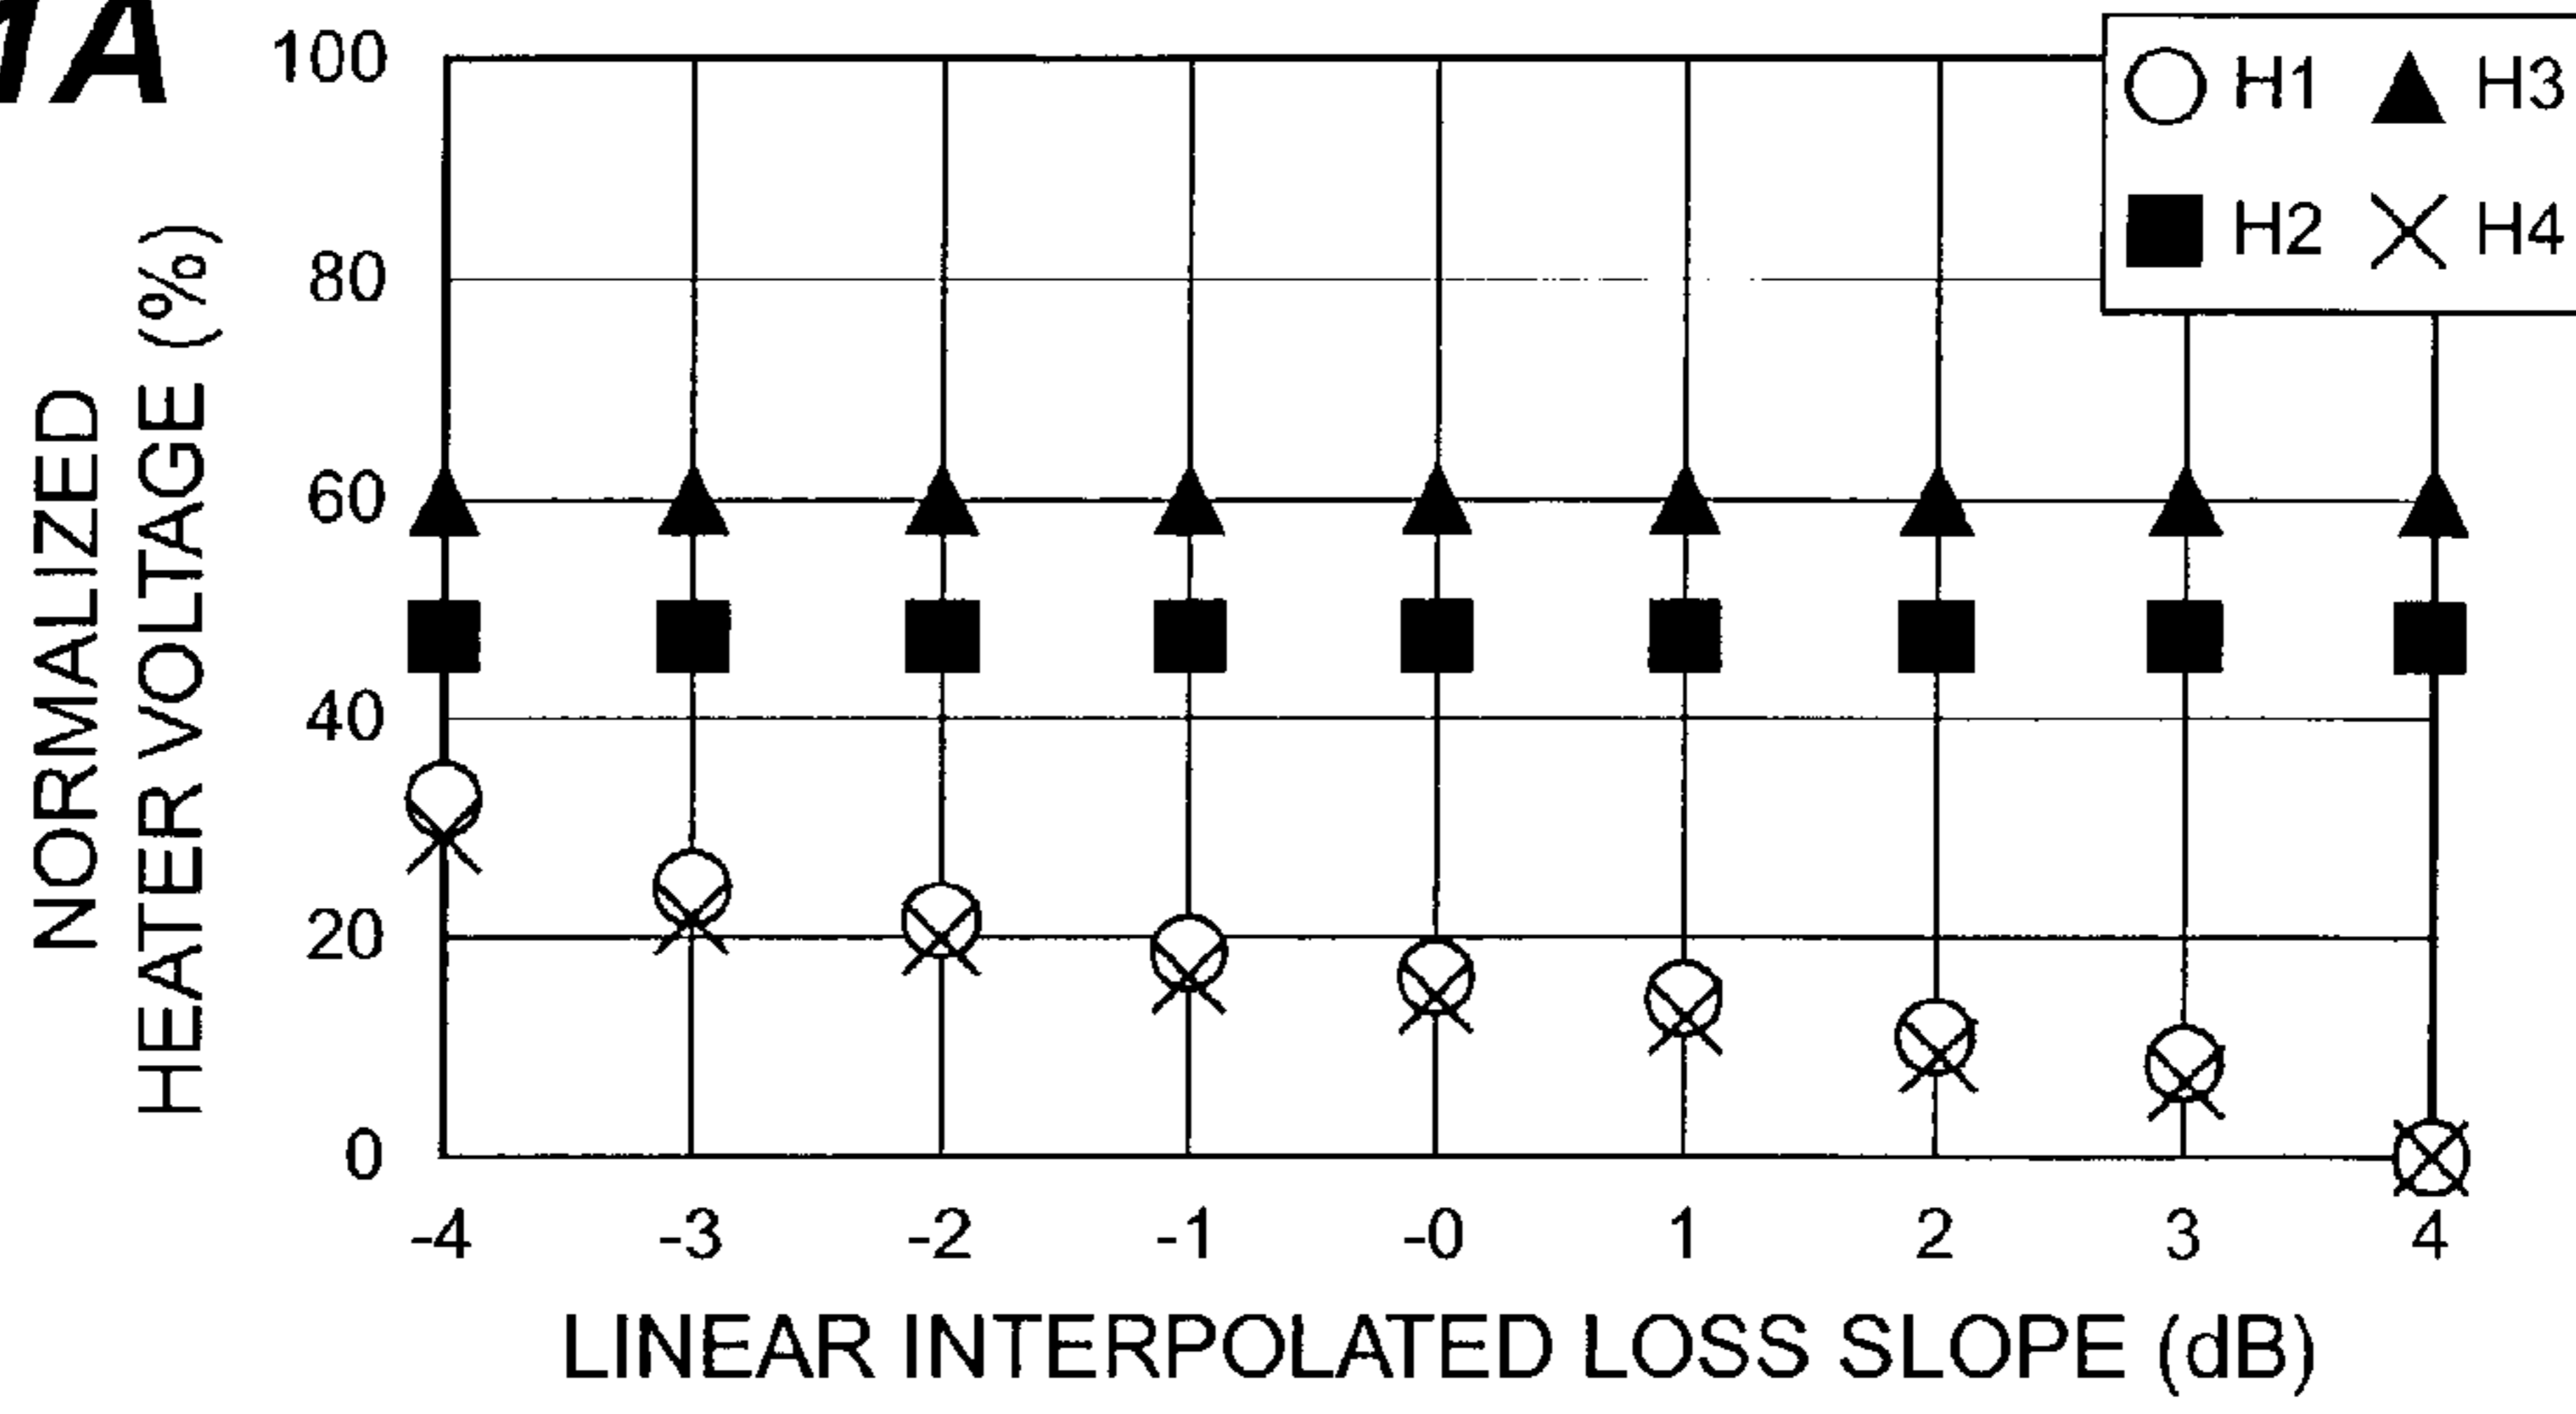 1A
100
80
60
40
20
0
NORMALIZED
HEATER VOLTAGE (%)
H1 H3
H2 H4
-4 -3 -2 -1 -0 1 2 3 4
LINEAR INTERPOLATED LOSS SLOPE (dB)